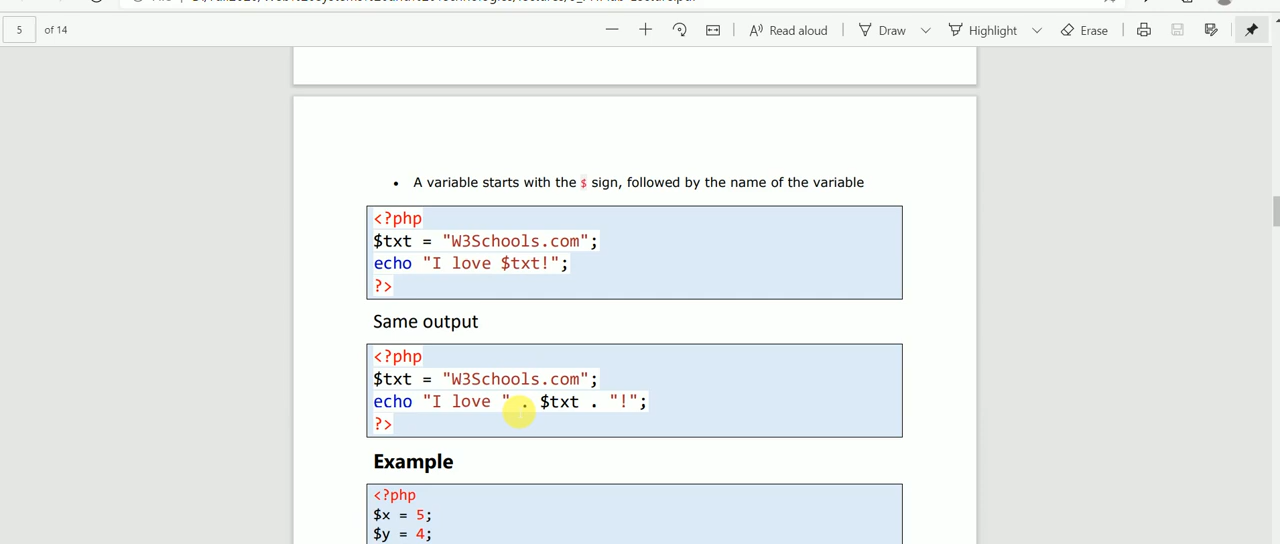 5 of 14
Read aloud
Draw
Highlight
Erase
• A variable starts with the $ sign, followed by the name of the variable
<?php
$txt = "W3Schools.com";
echo "I love $txt!";
?>
Same output
<?php
$txt = "W3Schools.com";
echo "I love " . $txt . "!";
?>
Example
<?php
$x = 5;
$y = 4;